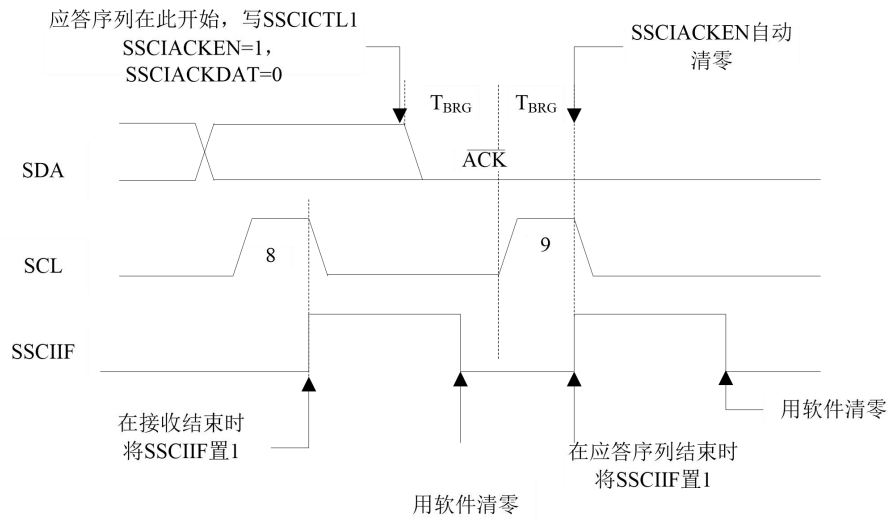 应答序列在此开始，写SSCICTL1
SSCIACKEN=1，
SSCIACKDAT=0
SSCIACKEN自动
清零
TBRG
TBRG
SDA
ACK
SCL
8
9
SSCIIF
在接收结束时
将SSCIIF置1
用软件清零
在应答序列结束时
将SSCIIF置1
用软件清零